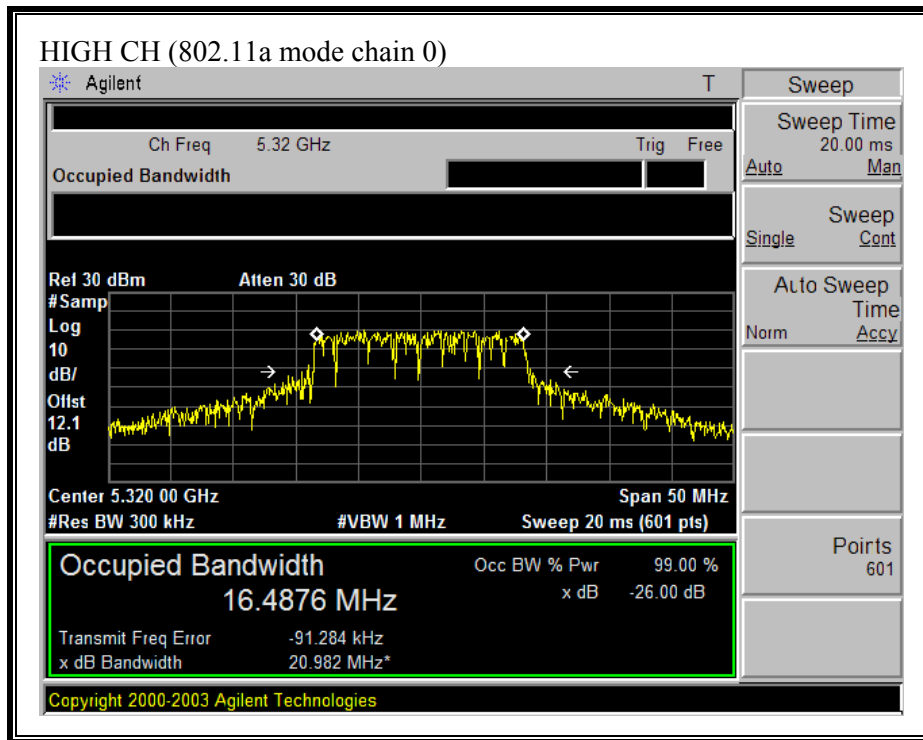 HIGH CH (802.11a mode chain 0)
Agilent T
Ch Freq 5.32 GHz Trig Free
Occupied Bandwidth
Ref 30 dBm Atten 30 dB
#Samp
Log
10
dB/
Offst
12.1
dB
Center 5.320 00 GHz Span 50 MHz
#Res BW 300 kHz #VBW 1 MHz Sweep 20 ms (601 pts)
Occupied Bandwidth
16.4876 MHz
Occ BW % Pwr 99.00 %
x dB -26.00 dB
Transmit Freq Error -91.284 kHz
x dB Bandwidth 20.982 MHz*
Copyright 2000-2003 Agilent Technologies
Sweep
Sweep Time
20.00 ms
Auto Man
Sweep
Single Cont
Auto Sweep
Time
Norm Accy
Points
601